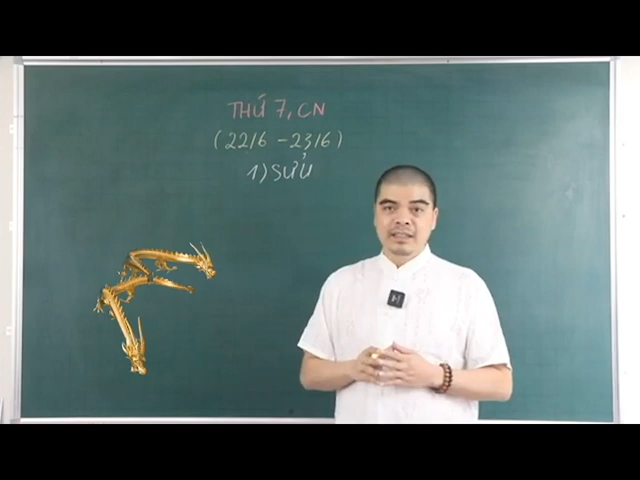 THỨ 7, CN
(22/6 - 23/6)
1) SỬU